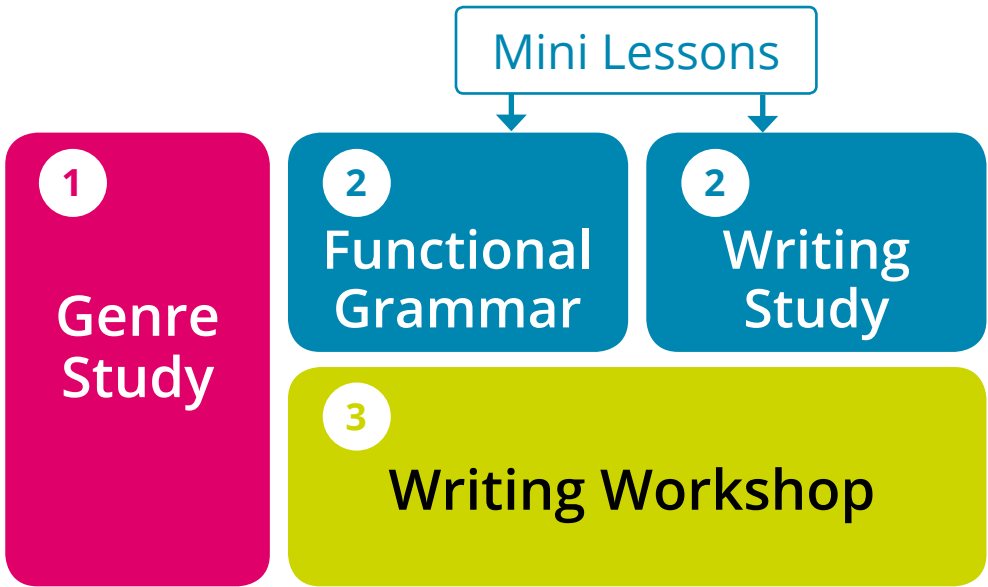 Mini Lessons
1
Genre
Study
2
Functional
Grammar
2
Writing
Study
3
Writing Workshop